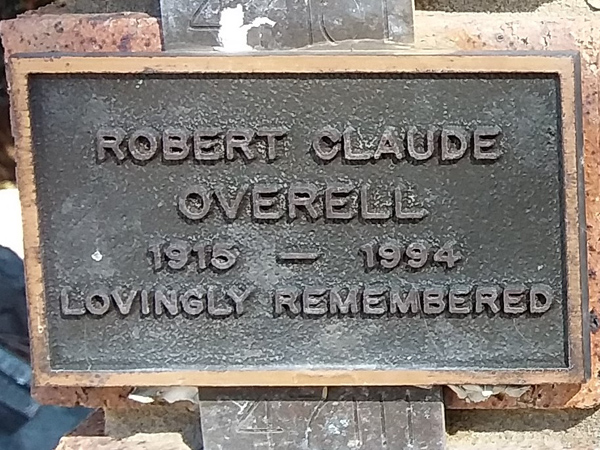 ROBERT CLAUDE
OVERELL
1915 — 1994
LOVINGLY REMEMBERED